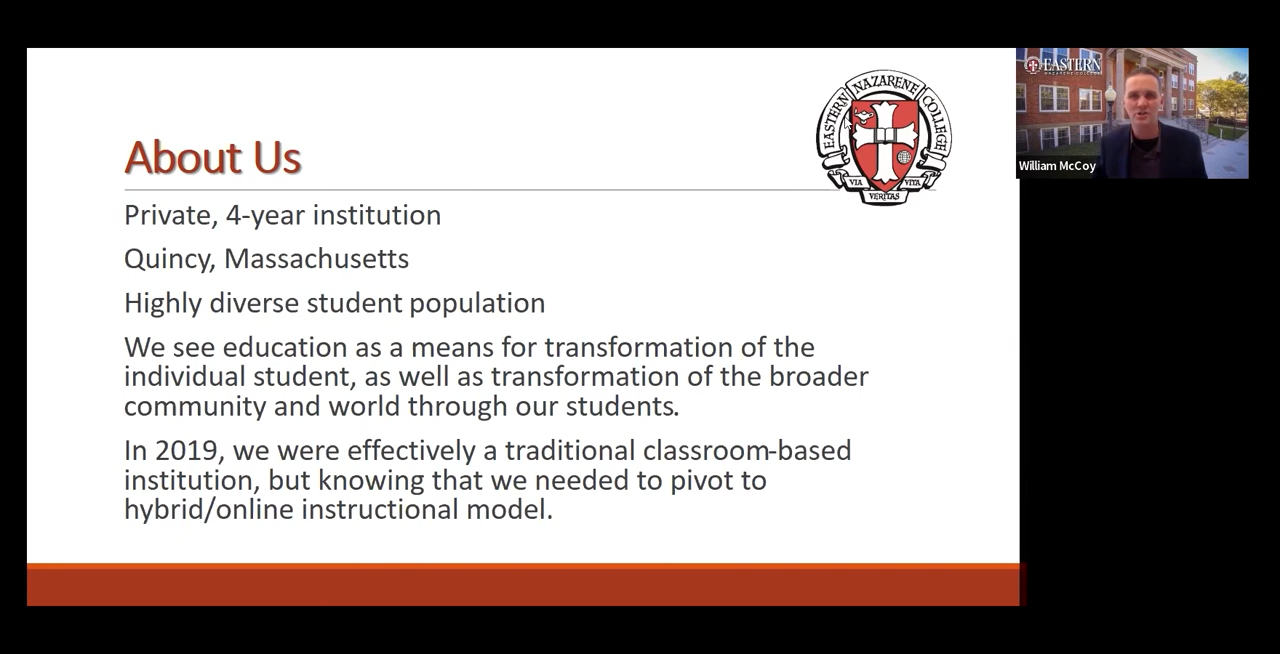 About Us
EASTERN NAZARENE COLLEGE
VIA VERITAS VITA
Private, 4-year institution
Quincy, Massachusetts
Highly diverse student population
We see education as a means for transformation of the
individual student, as well as transformation of the broader
community and world through our students.
In 2019, we were effectively a traditional classroom-based
institution, but knowing that we needed to pivot to
hybrid/online instructional model.
EASTERN
NAZARENE COLLEGE
William McCoy